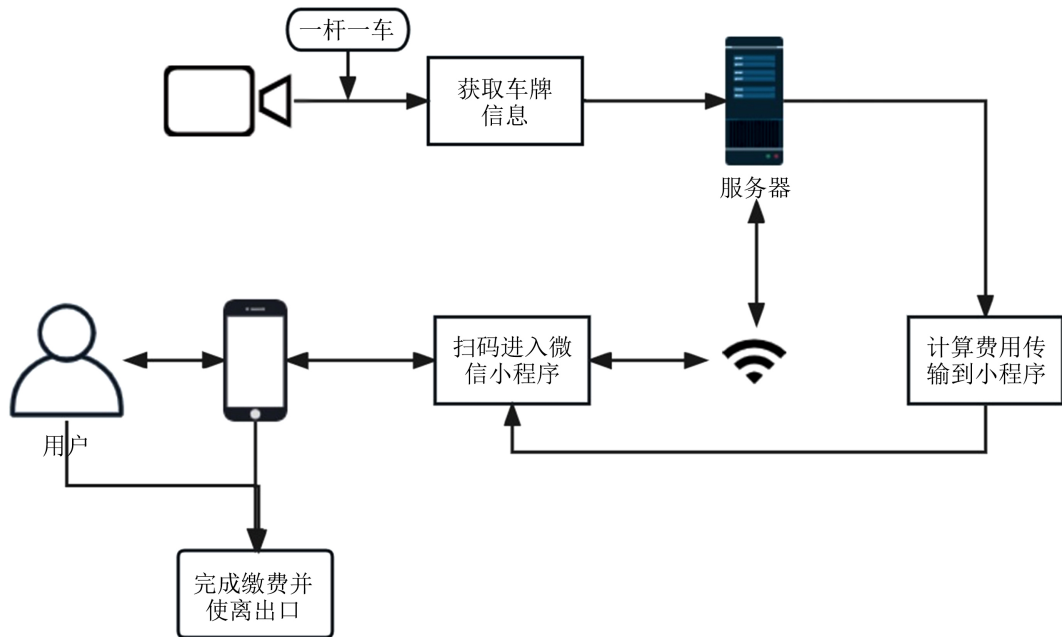 一杆一车
获取车牌
信息
服务器
扫码进入微
信小程序
计算费用传
输到小程序
用户
完成缴费并
使离出口